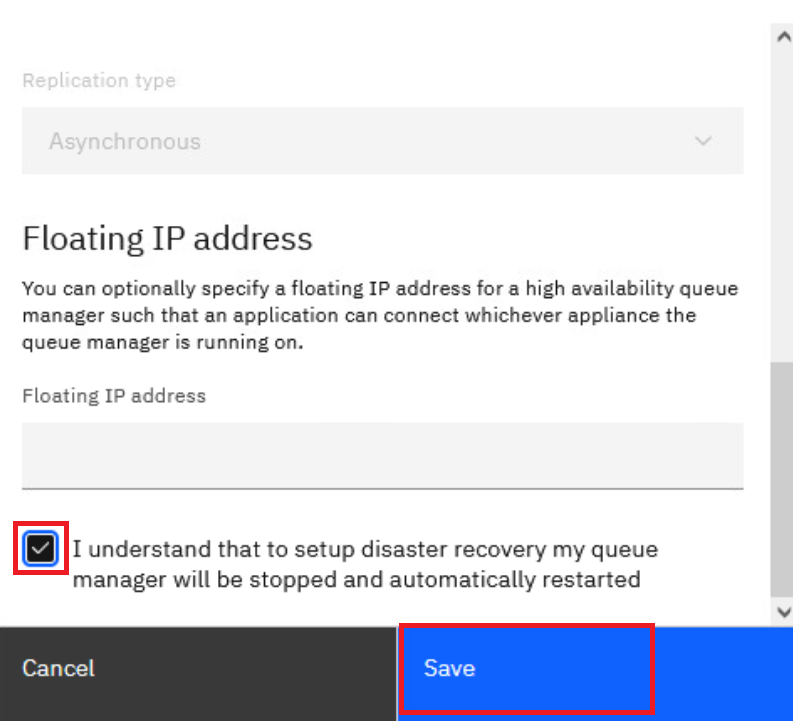 Replication type
Asynchronous
Floating IP address
You can optionally specify a floating IP address for a high availability queue
manager such that an application can connect whichever appliance the
queue manager is running on.
Floating IP address
I understand that to setup disaster recovery my queue
manager will be stopped and automatically restarted
Cancel
Save